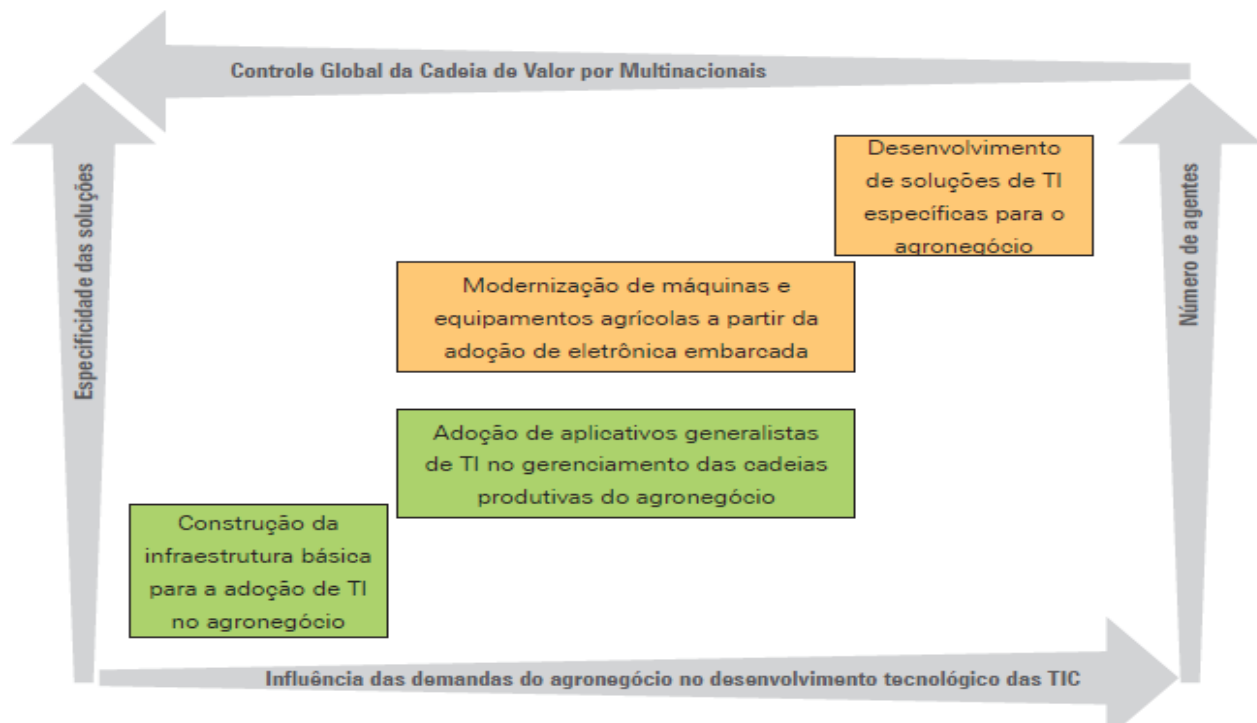 Controle Global da Cadeia de Valor por Multinacionais
Especificidade das soluções
Número de agentes
Desenvolvimento
de soluções de TI
específicas para o
agronegócio
Modernização de máquinas e
equipamentos agrícolas a partir da
adoção de eletrônica embarcada
Adoção de aplicativos generalistas
de TI no gerenciamento das cadeias
produtivas do agronegócio
Construção da
infraestrutura básica
para a adoção de TI
no agronegócio
Influência das demandas do agronegócio no desenvolvimento tecnológico das TIC